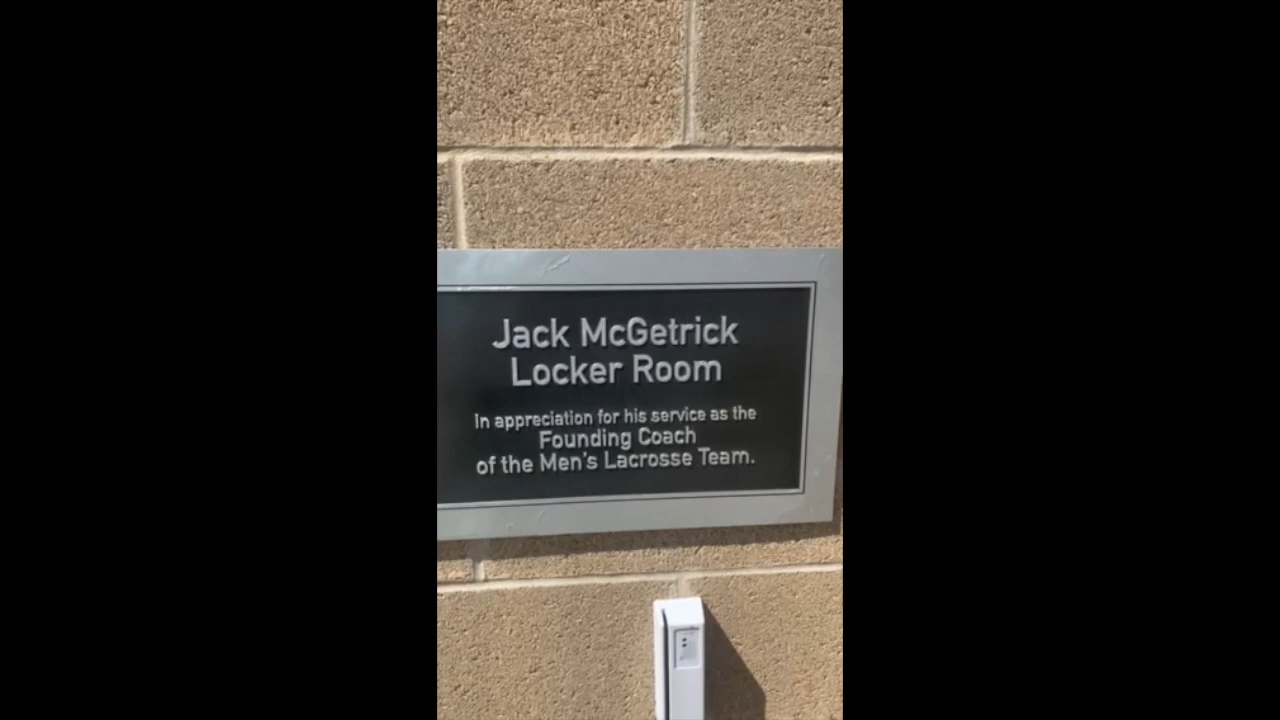 Jack McGetrick
Locker Room
In appreciation for his service as the
Founding Coach
of the Men's Lacrosse Team.